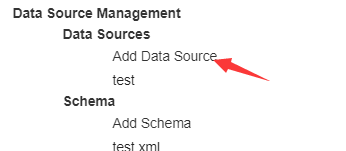 Data Source Management
Data Sources
Add Data Source
test
Schema
Add Schema
test xml